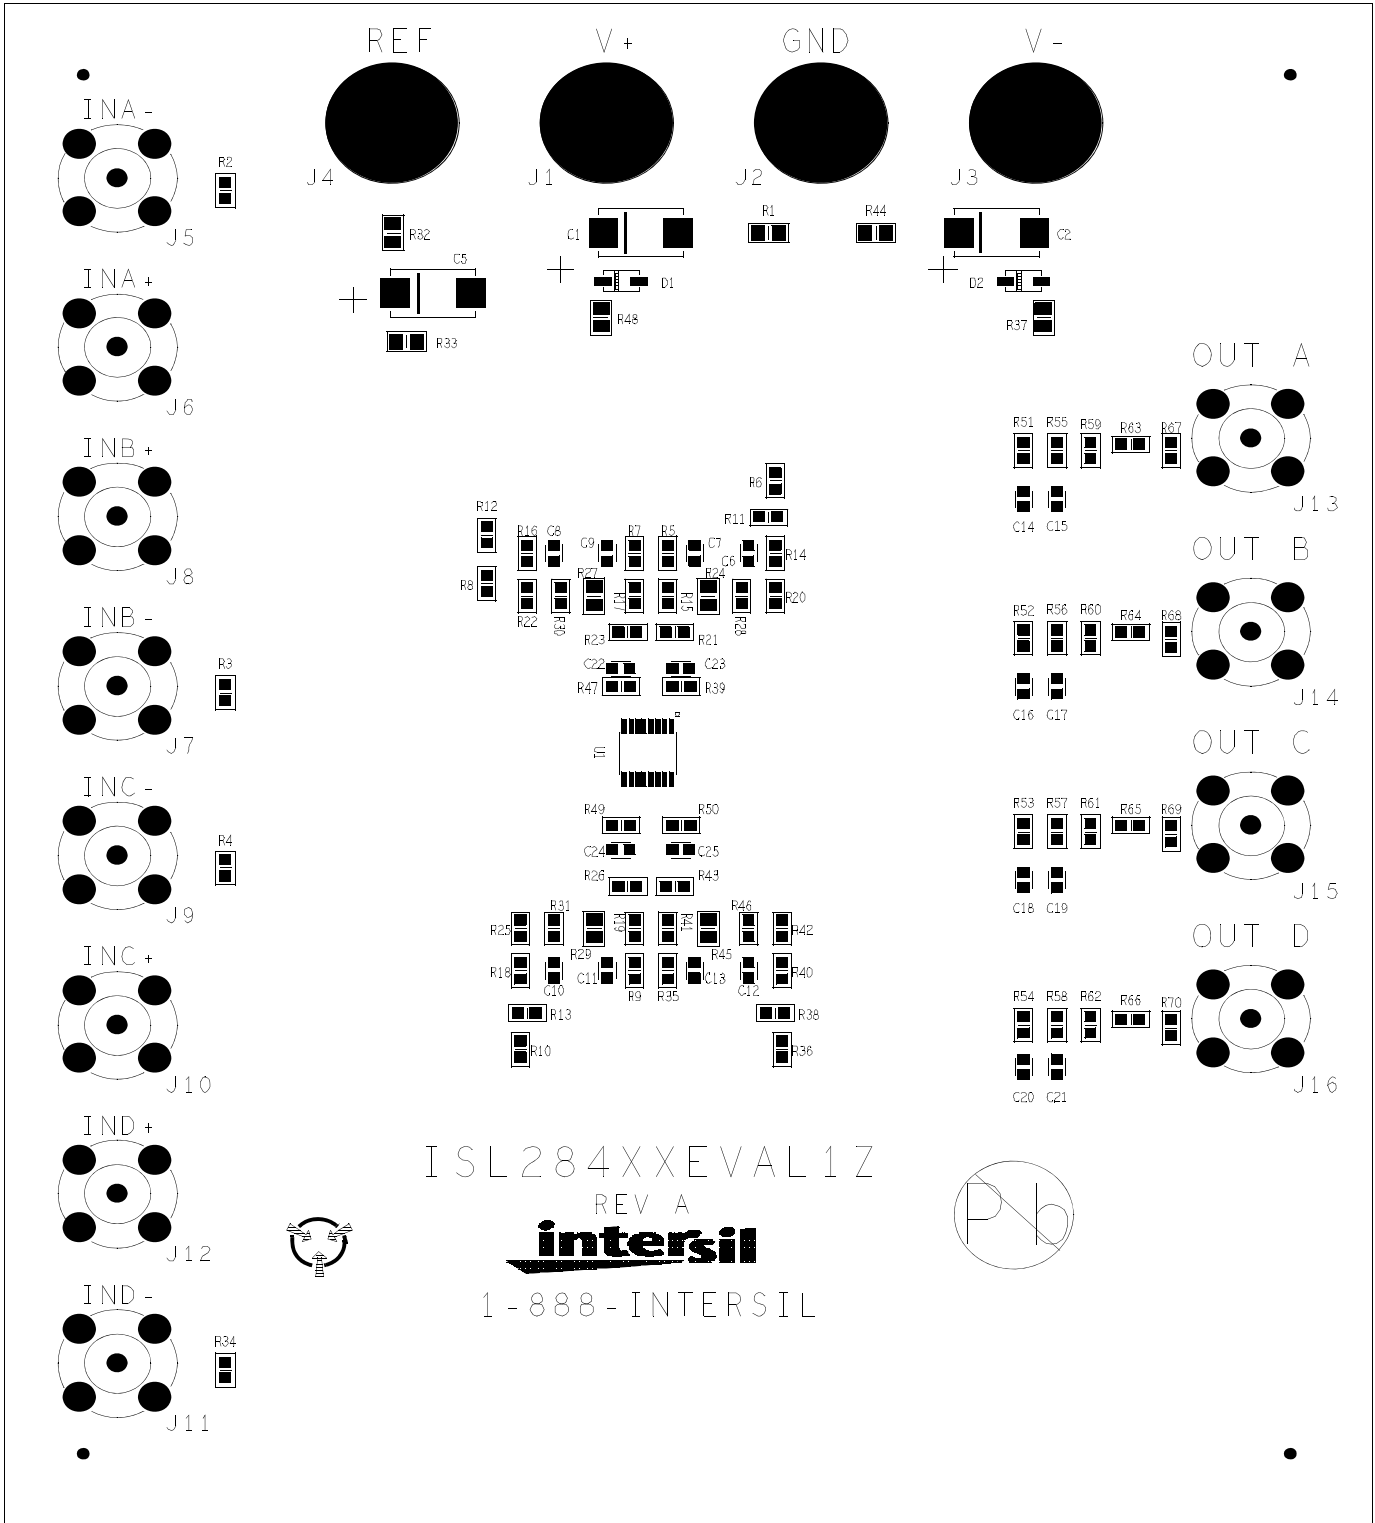 REF V+ GND V-
J4 J1 J2 J3
INA-
R2
J5
R32 C1 R1 R44 C2
C5 D1 D2
INA+
R33 R48 R37
J6
OUT A
R51 R55 R59 R63 R67
J13
C14 C15
INB+
J8
R6
R12 R11
R16 C8 C9 R7 R5 C7 C6 R14
R8 R27 R24
R22 R30 R17 R15 R28 R20
R23 R21
OUT B
R52 R56 R60 R64 R68
J14
C16 C17
INB-
R3
J7
C22 C23
R47 R39
U1
OUT C
R53 R57 R61 R65 R69
J15
C18 C19
INC-
R4
J9
R49 R50
C24 C25
R26 R43
R31 R46
R25 R19 R41 R42
R29 R45
R18 C10 C11 R9 R35 C13 C12 R40
R13 R38
R10 R36
OUT D
R54 R58 R62 R66 R70
J16
C20 C21
INC+
J10
IND+
J12
IND-
R34
J11
ISL284XXEVAL1Z
REV A
intersil
1-888-INTERSIL
Pb